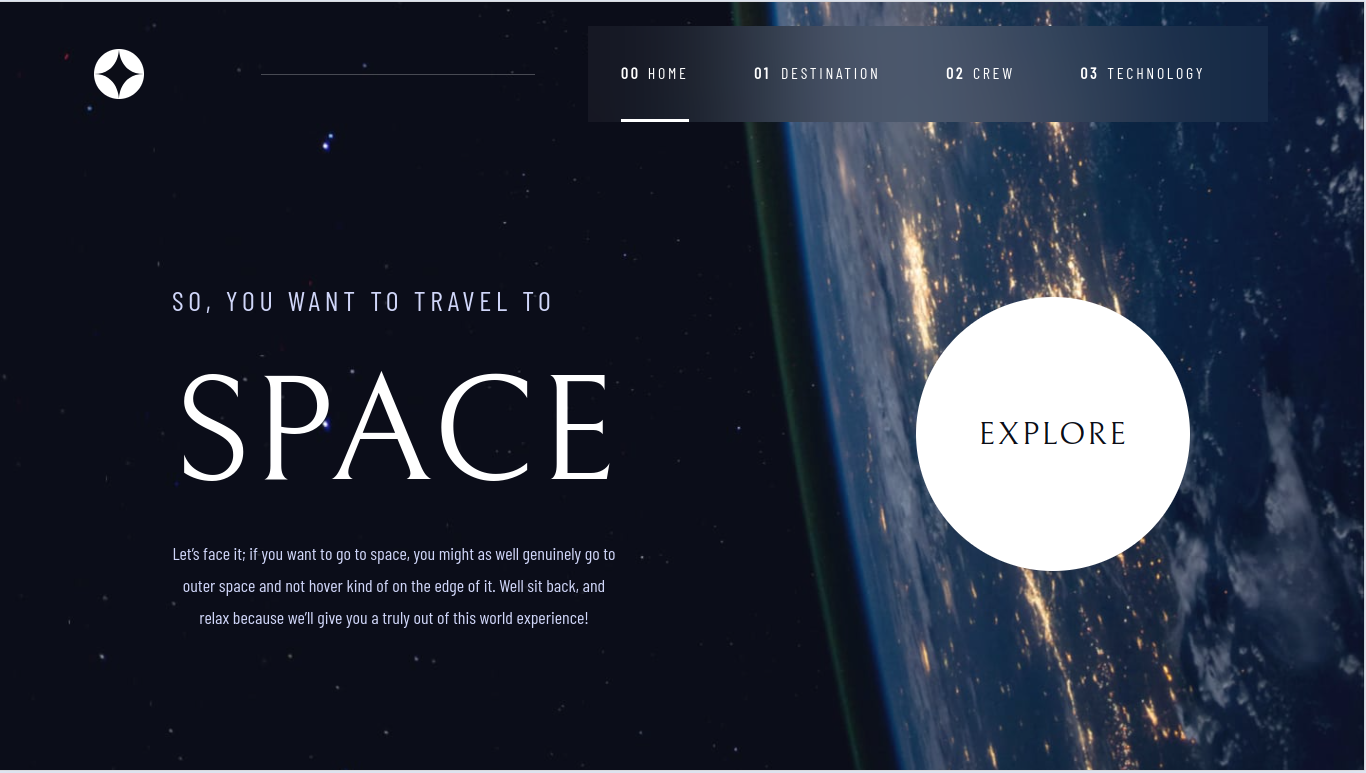 00 HOME 01 DESTINATION 02 CREW 03 TECHNOLOGY
SO, YOU WANT TO TRAVEL TO
SPACE
Let’s face it; if you want to go to space, you might as well genuinely go to
outer space and not hover kind of on the edge of it. Well sit back, and
relax because we’ll give you a truly out of this world experience!
EXPLORE